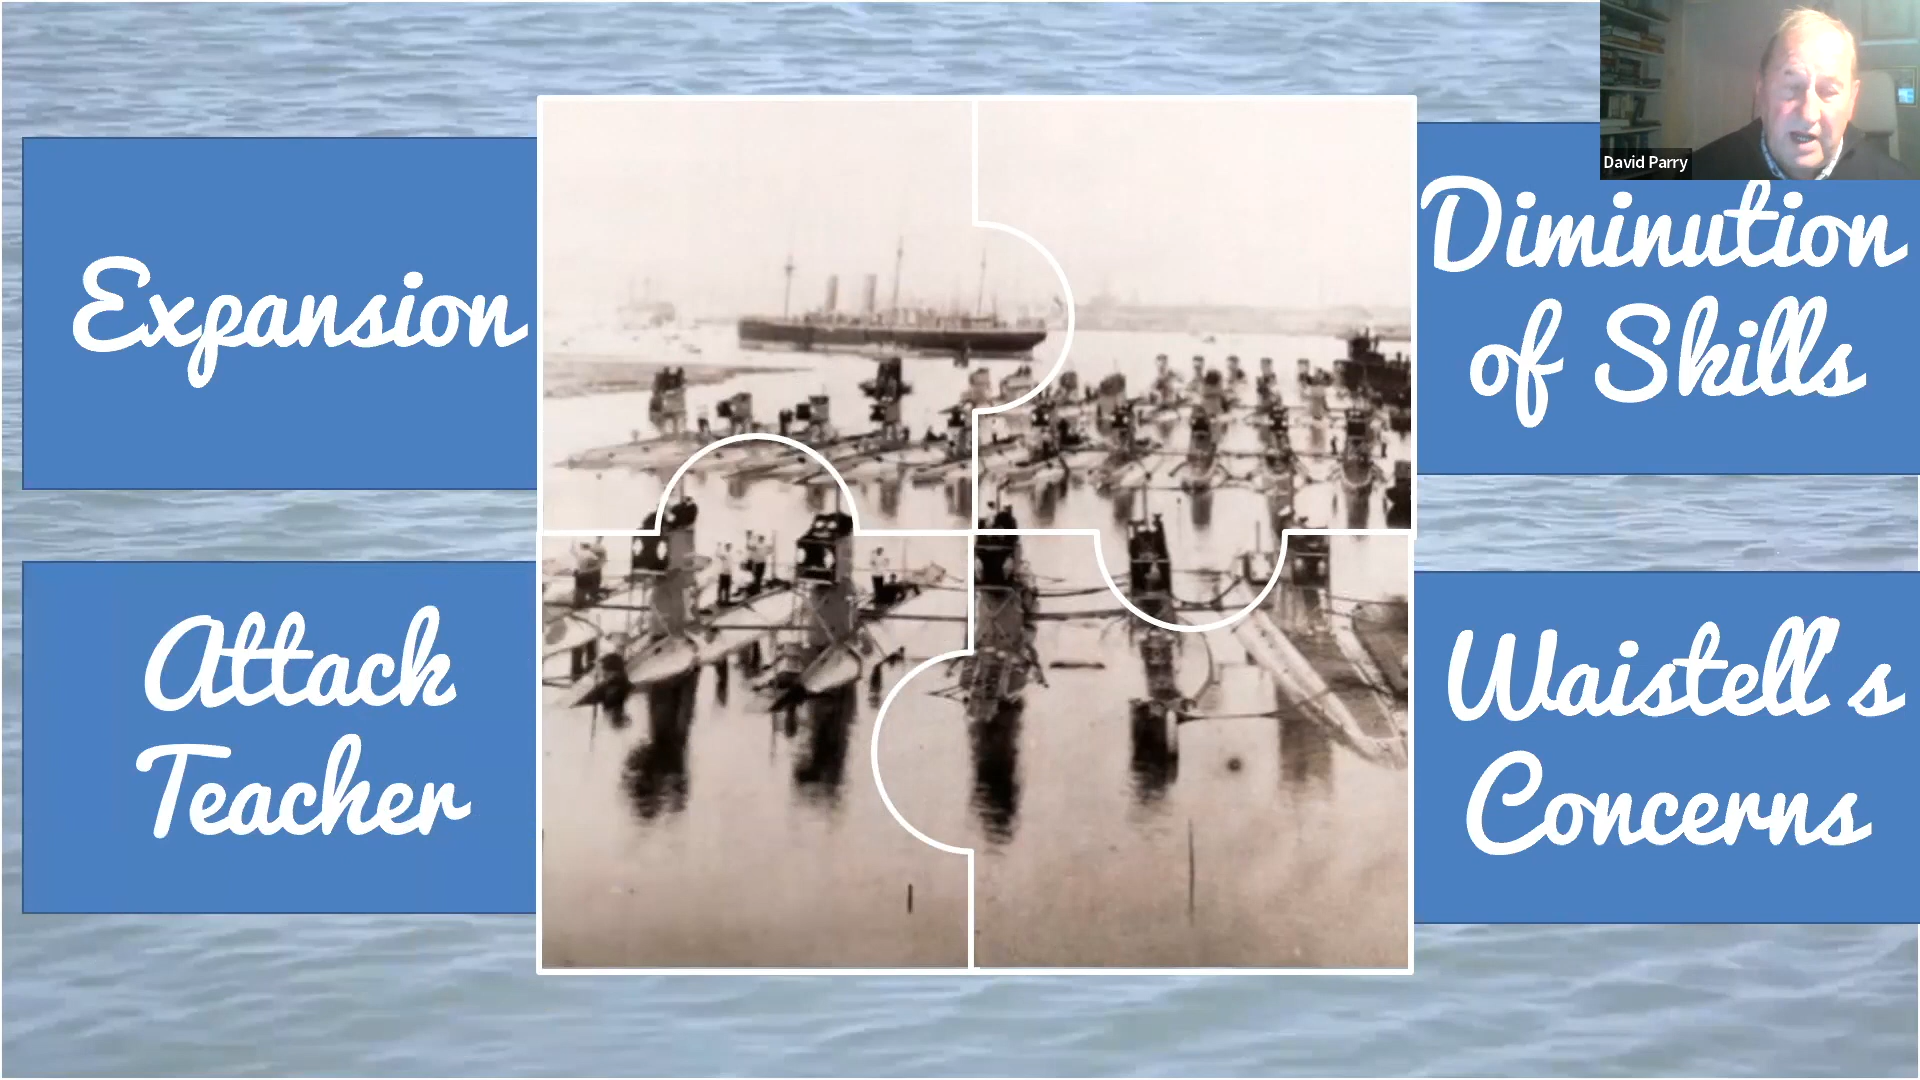 David Parry
Expansion
Diminution
of Skills
Attack
Teacher
Waistell's
Concerns